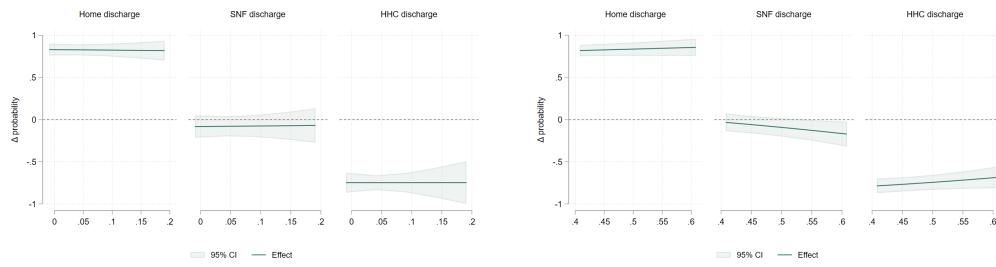 Home discharge SNF discharge HHC discharge
Δ probability
1
.5
0
-.5
-1
0 .05 .1 .15 .2 0 .05 .1 .15 .2 0 .05 .1 .15 .2
95% CI Effect
Home discharge SNF discharge HHC discharge
Δ probability
1
.5
0
-.5
-1
.4 .45 .5 .55 .6 .4 .45 .5 .55 .6 .4 .45 .5 .55 .6
95% CI Effect